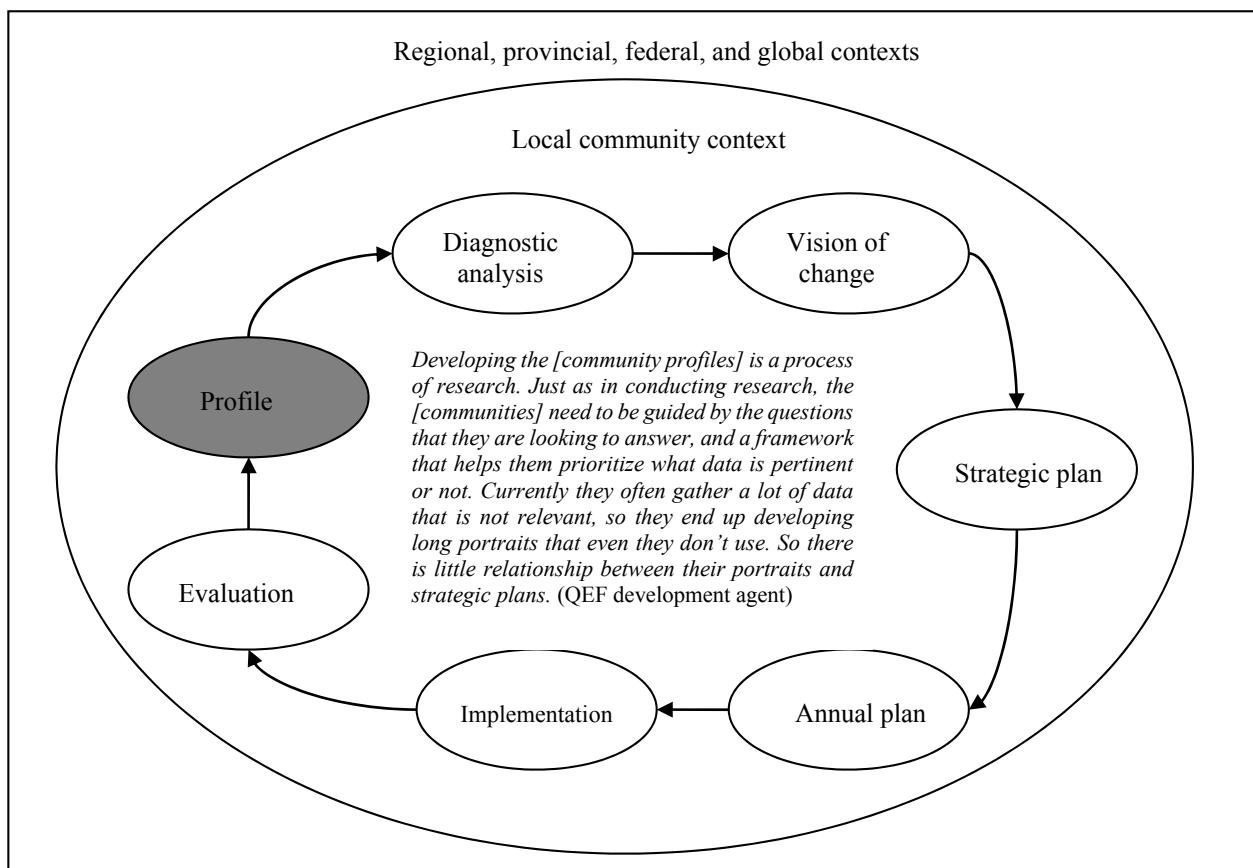 Regional, provincial, federal, and global contexts
Local community context
Diagnostic
analysis
Vision of
change
Profile
Developing the [community profiles] is a process
of research. Just as in conducting research, the
[communities] need to be guided by the questions
that they are looking to answer, and a framework
that helps them prioritize what data is pertinent
or not. Currently they often gather a lot of data
that is not relevant, so they end up developing
long portraits that even they don’t use. So there
is little relationship between their portraits and
strategic plans. (QEF development agent)
Strategic plan
Evaluation
Implementation
Annual plan